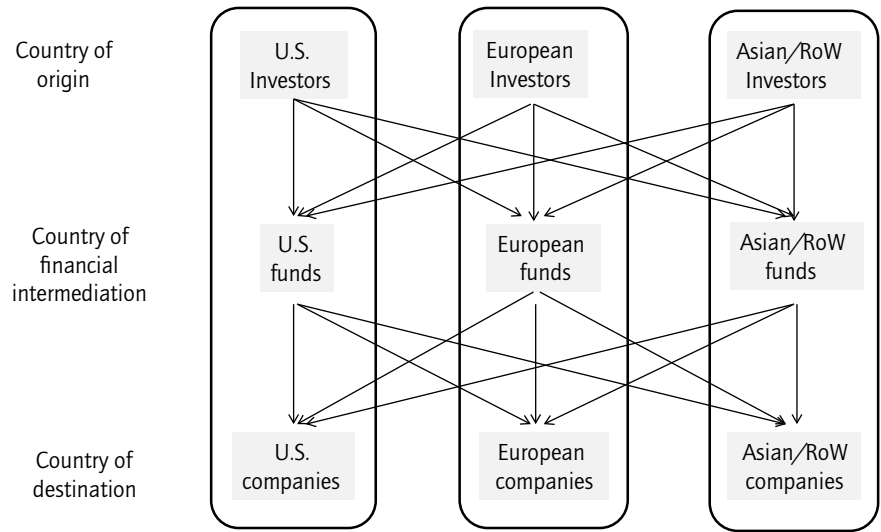 Country of
origin
U.S.
Investors
European
Investors
Asian/RoW
Investors
Country of
financial
intermediation
U.S.
funds
European
funds
Asian/RoW
funds
Country of
destination
U.S.
companies
European
companies
Asian/RoW
companies